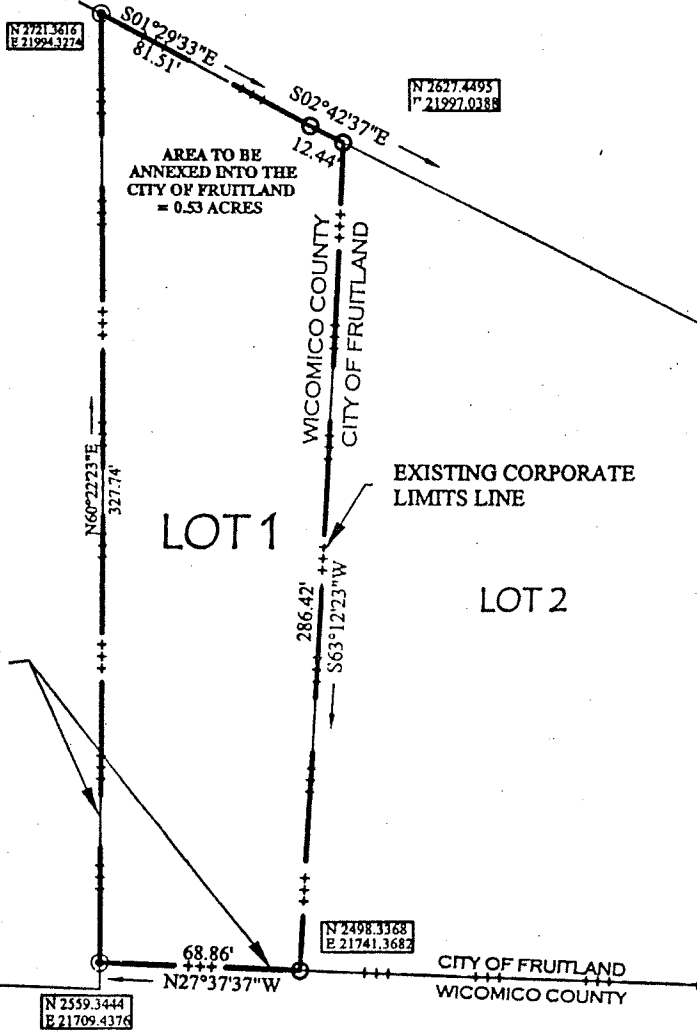 N 2721.3616
E 21994.3274
S01°29'33"E
81.51'
S02°42'37"E
12.44'
N 2627.4495
21997.0388
AREA TO BE
ANNEXED INTO THE
CITY OF FRUITLAND
= 0.53 ACRES
WICOMICO COUNTY
CITY OF FRUITLAND
N60°22'23"E
327.74'
LOT 1
EXISTING CORPORATE
LIMITS LINE
LOT 2
286.42'
S63°12'23"W
N 2498.3368
E 21741.3682
68.86'
N27°37'37"W
CITY OF FRUITLAND
WICOMICO COUNTY
N 2559.3444
E 21709.4376